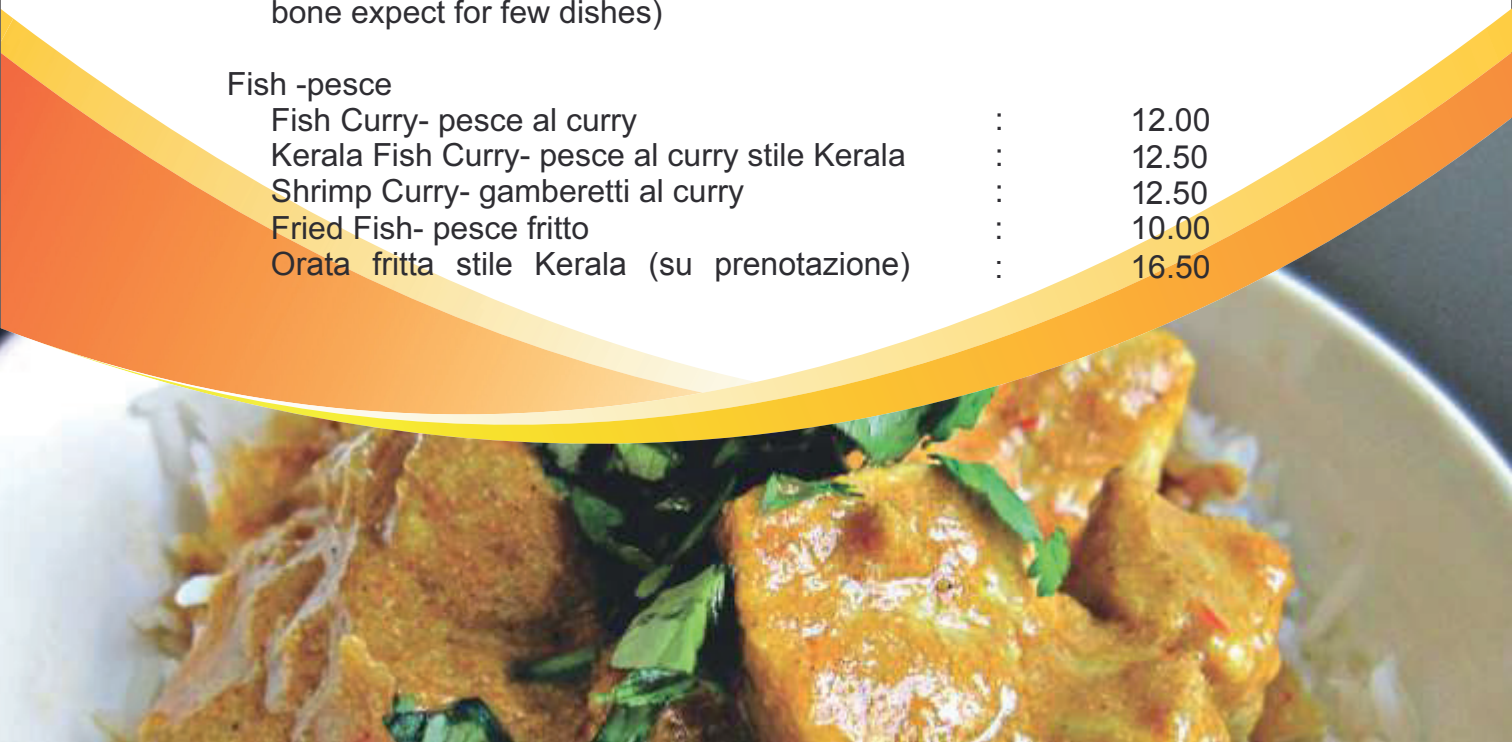 bone expect for few dishes)
Fish -pesce
Fish Curry- pesce al curry : 12.00
Kerala Fish Curry- pesce al curry stile Kerala : 12.50
Shrimp Curry- gamberetti al curry : 12.50
Fried Fish- pesce fritto : 10.00
Orata fritta stile Kerala (su prenotazione) : 16.50